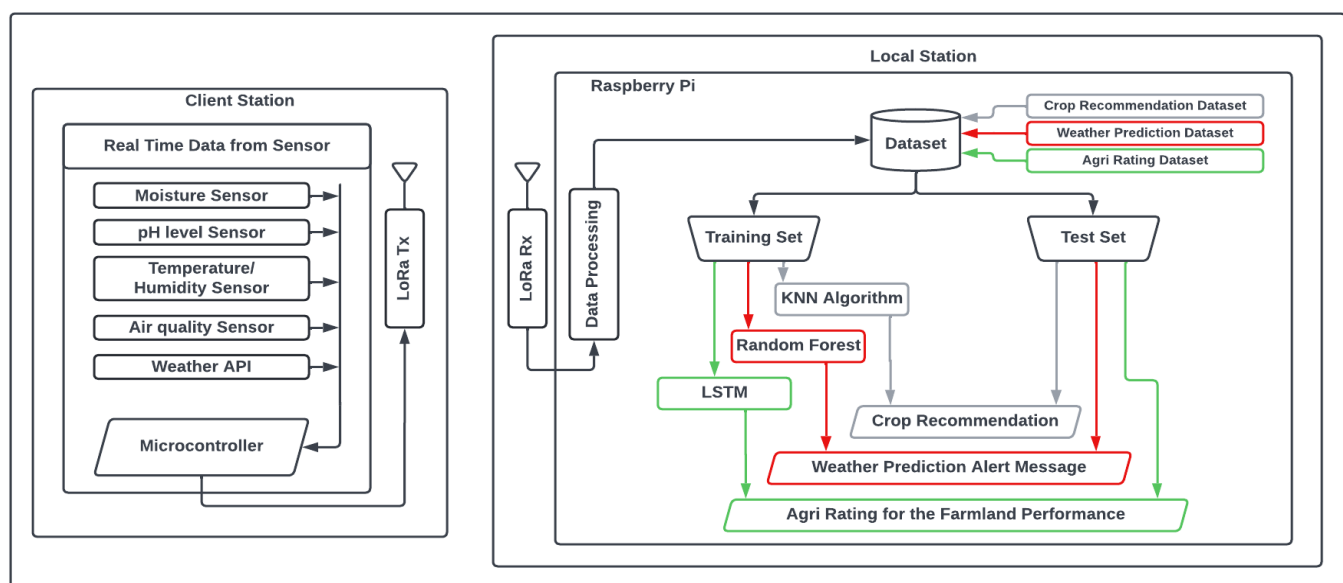 Client Station
Real Time Data from Sensor
Moisture Sensor
pH level Sensor
Temperature/
Humidity Sensor
Air quality Sensor
Weather API
Microcontroller
LoRa Tx
Local Station
Raspberry Pi
LoRa Rx
Data Processing
Dataset
Crop Recommendation Dataset
Weather Prediction Dataset
Agri Rating Dataset
Training Set
Test Set
KNN Algorithm
Random Forest
LSTM
Crop Recommendation
Weather Prediction Alert Message
Agri Rating for the Farmland Performance